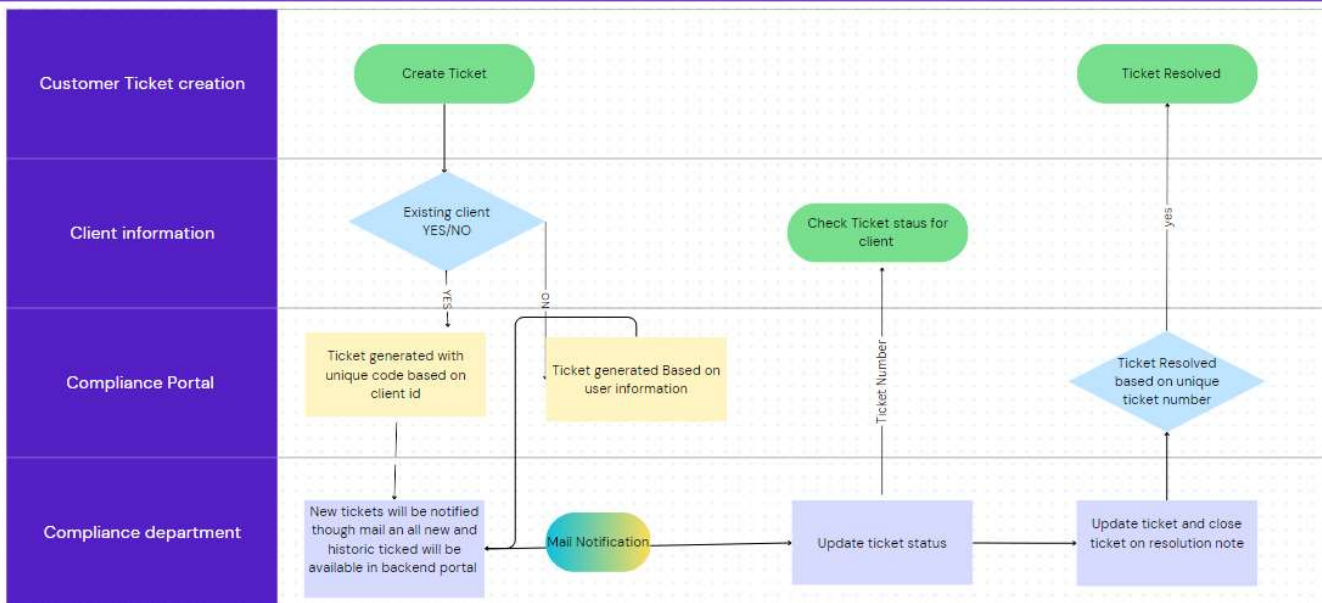 Customer Ticket creation
Create Ticket
Ticket Resolved
Client information
Existing client
YES/NO
Check Ticket staus for
client
yes
YES
NO
Compliance Portal
Ticket generated with
unique code based on
client id
Ticket generated Based on
user information
Ticket Number
Ticket Resolved
based on unique
ticket number
Compliance department
New tickets will be notified
though mail an all new and
historic ticked will be
available in backend portal
Mail Notification
Update ticket status
Update ticket and close
ticket on resolution note